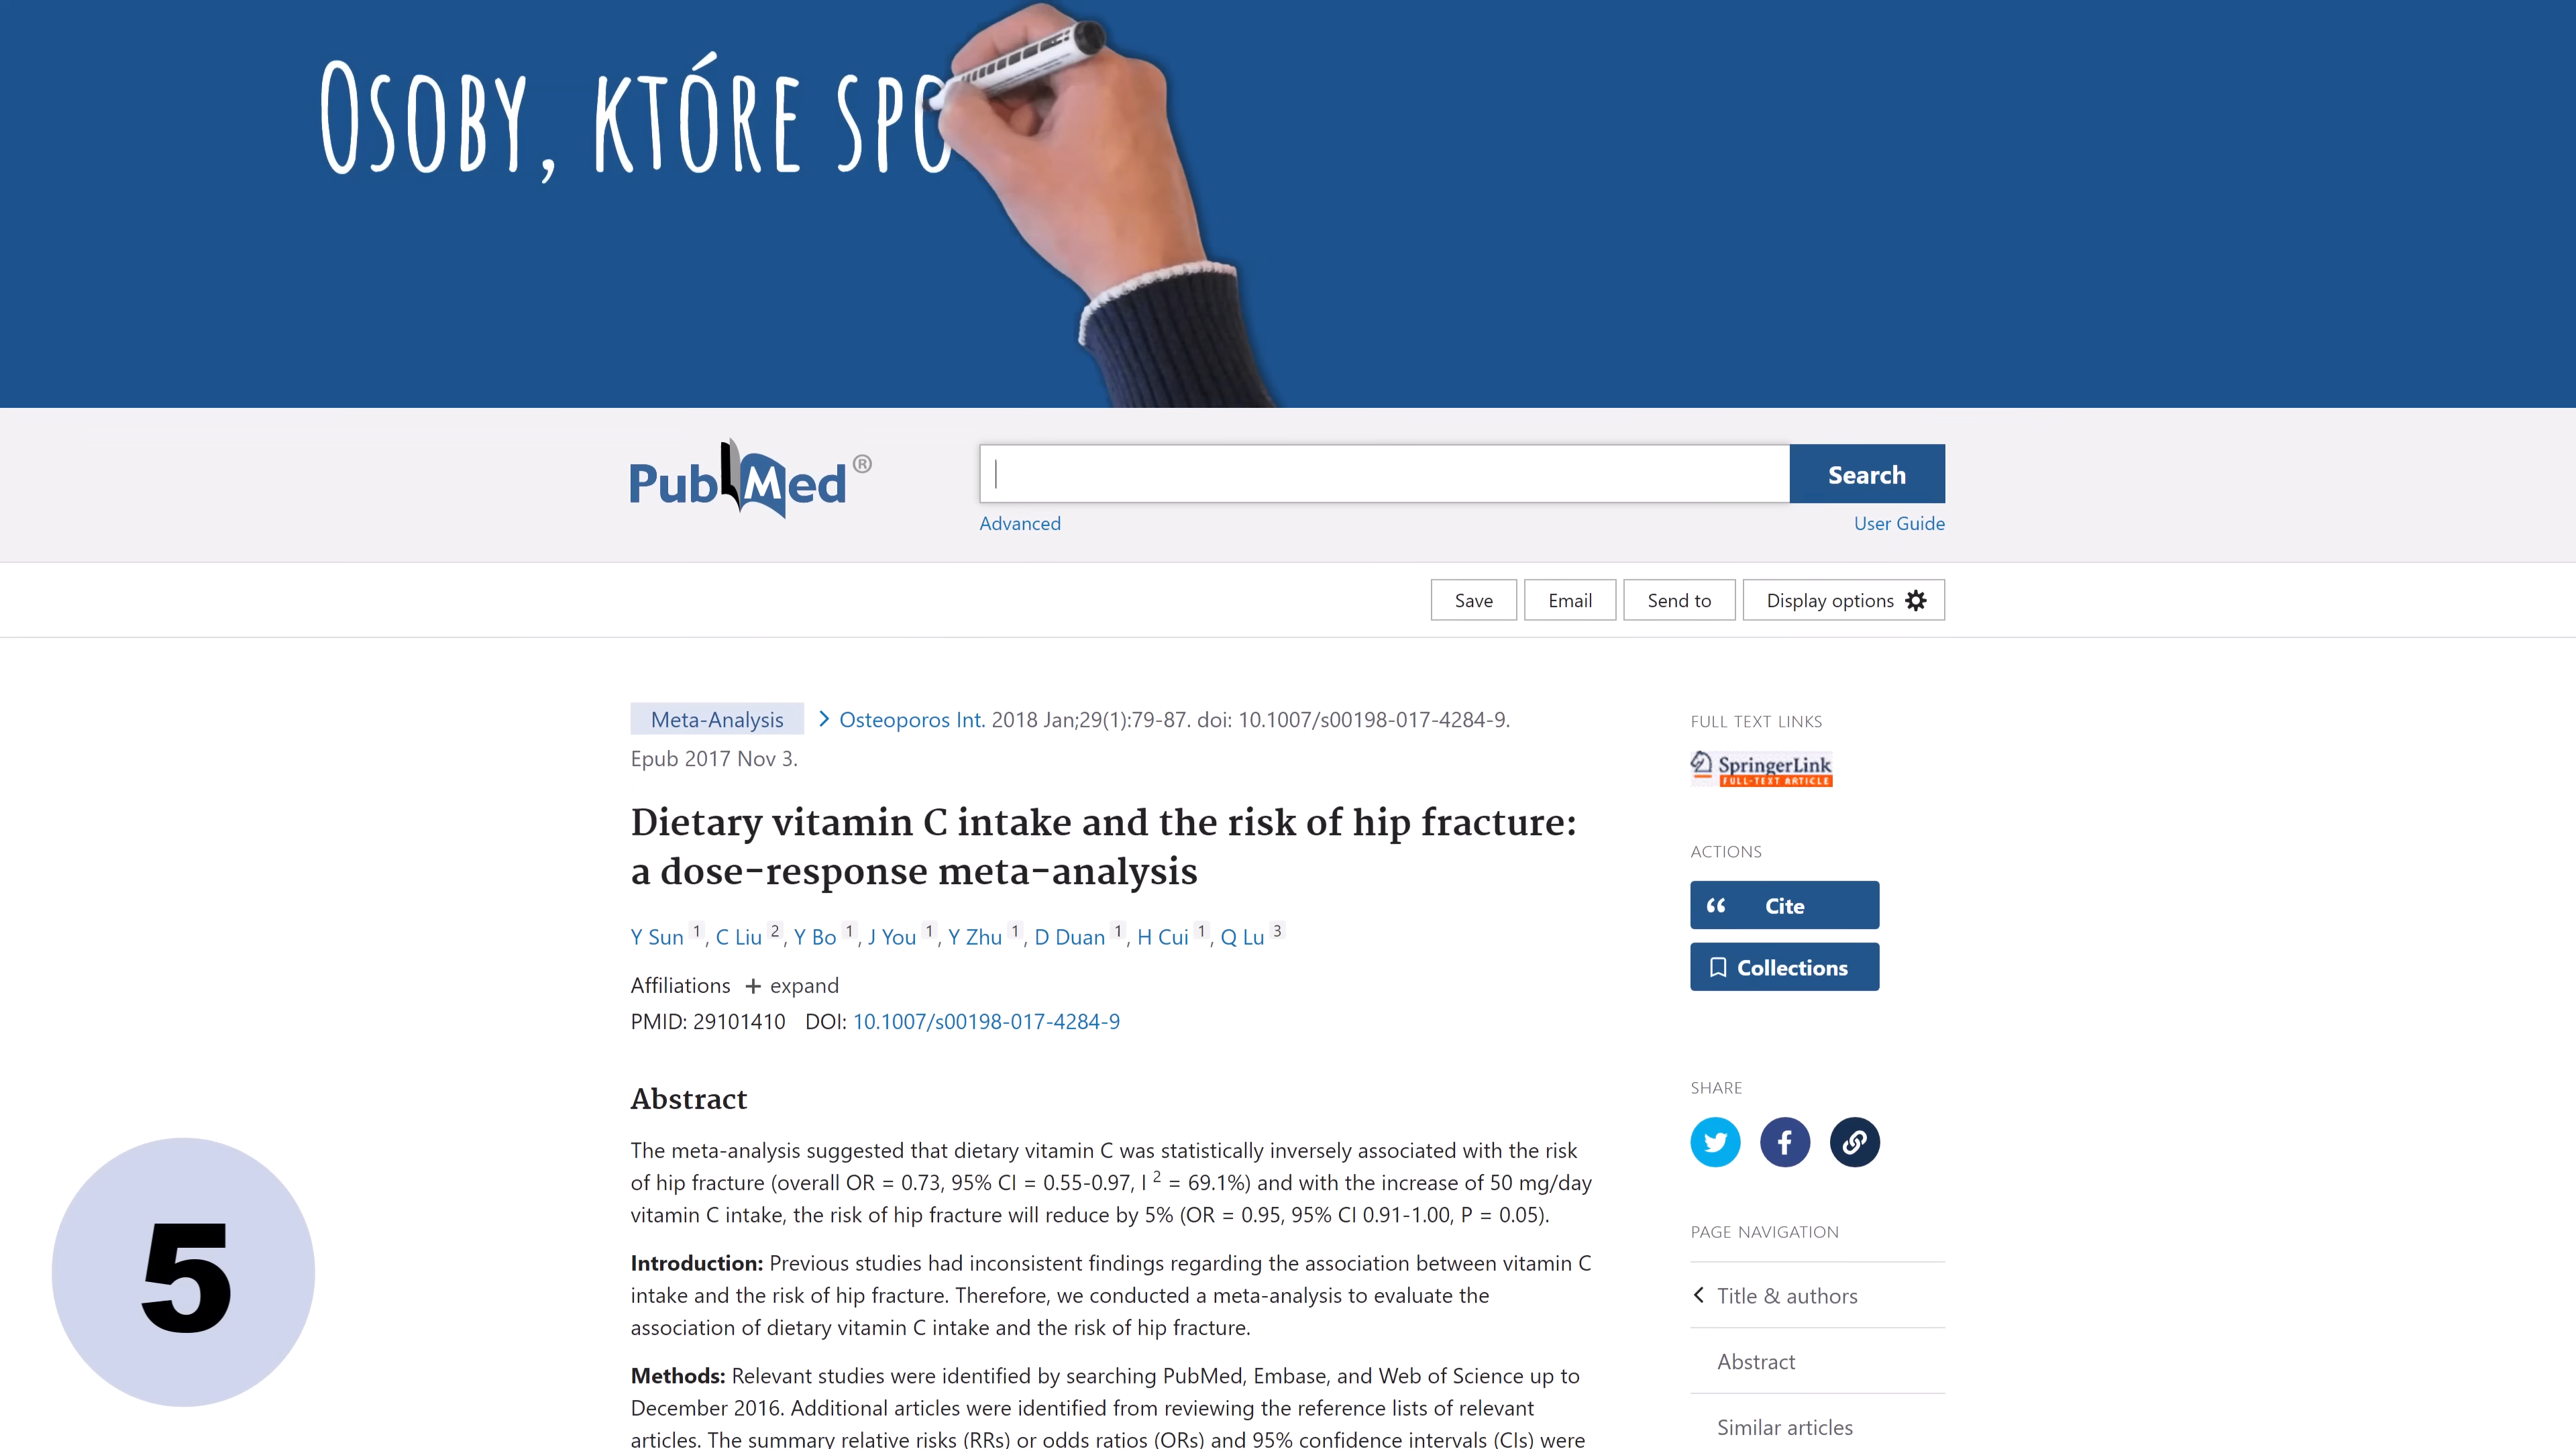 OSOBY, KTÓRE SPO
PubMed®
Search
Advanced
User Guide
Save
Email
Send to
Display options
Meta-Analysis
Osteoporos Int. 2018 Jan;29(1):79-87. doi: 10.1007/s00198-017-4284-9.
Epub 2017 Nov 3.
Dietary vitamin C intake and the risk of hip fracture:
a dose-response meta-analysis
Y Sun 1, C Liu 2, Y Bo 1, J You 1, Y Zhu 1, D Duan 1, H Cui 1, Q Lu 3
Affiliations + expand
PMID: 29101410 DOI: 10.1007/s00198-017-4284-9
Abstract
The meta-analysis suggested that dietary vitamin C was statistically inversely associated with the risk
of hip fracture (overall OR = 0.73, 95% CI = 0.55-0.97, I 2 = 69.1%) and with the increase of 50 mg/day
vitamin C intake, the risk of hip fracture will reduce by 5% (OR = 0.95, 95% CI 0.91-1.00, P = 0.05).
Introduction: Previous studies had inconsistent findings regarding the association between vitamin C
intake and the risk of hip fracture. Therefore, we conducted a meta-analysis to evaluate the
association of dietary vitamin C intake and the risk of hip fracture.
Methods: Relevant studies were identified by searching PubMed, Embase, and Web of Science up to
December 2016. Additional articles were identified from reviewing the reference lists of relevant
articles. The summary relative risks (RRs) or odds ratios (ORs) and 95% confidence intervals (CIs) were
FULL TEXT LINKS
SpringerLink
FULL-TEXT ARTICLE
ACTIONS
Cite
Collections
SHARE
PAGE NAVIGATION
Title & authors
Abstract
Similar articles
5